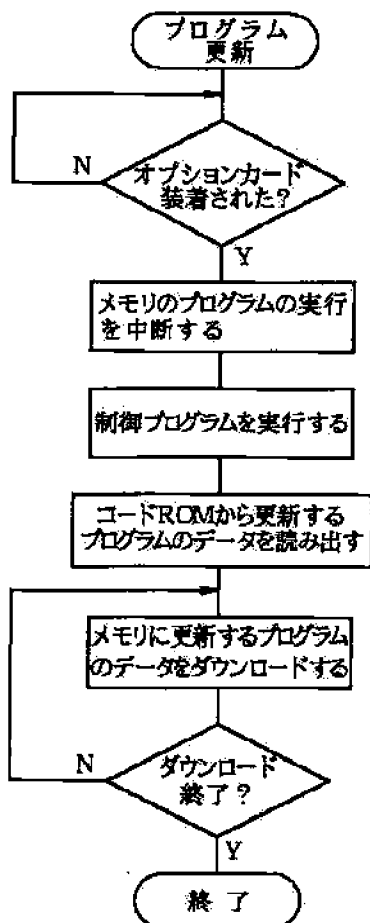 プログラム
更新
N
オプションカード
装着された?
Y
メモリのプログラムの実行
を中断する
制御プログラムを実行する
コードROMから更新する
プログラムのデータを読み出す
メモリに更新するプログラム
のデータをダウンロードする
N
ダウンロード
終了?
Y
終了